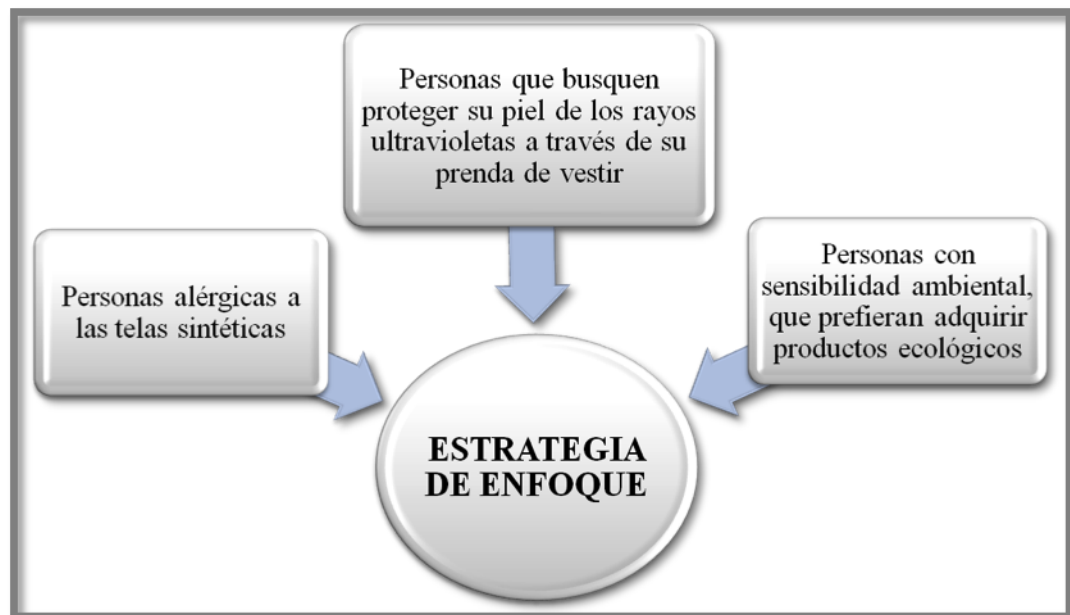 Personas que busquen
proteger su piel de los rayos
ultravioletas a través de su
prenda de vestir
Personas alérgicas a
las telas sintéticas
Personas con
sensibilidad ambiental,
que prefieran adquirir
productos ecológicos
ESTRATEGIA
DE ENFOQUE